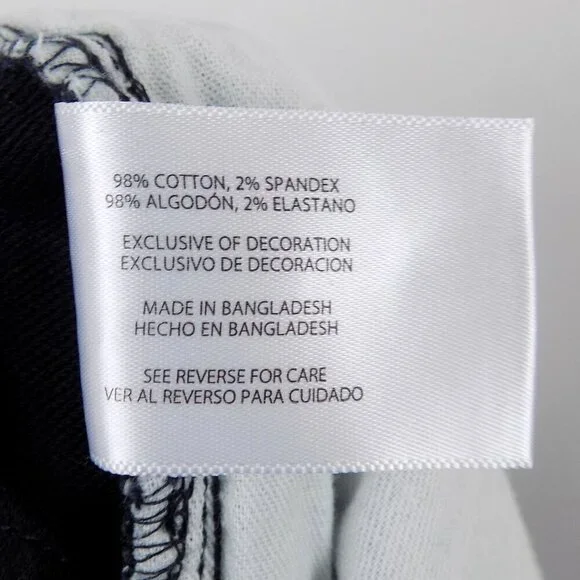 98% COTTON, 2% SPANDEX
98% ALGODÓN, 2% ELASTANO
EXCLUSIVE OF DECORATION
EXCLUSIVO DE DECORACION
MADE IN BANGLADESH
HECHO EN BANGLADESH
SEE REVERSE FOR CARE
VER AL REVERSO PARA CUIDADO